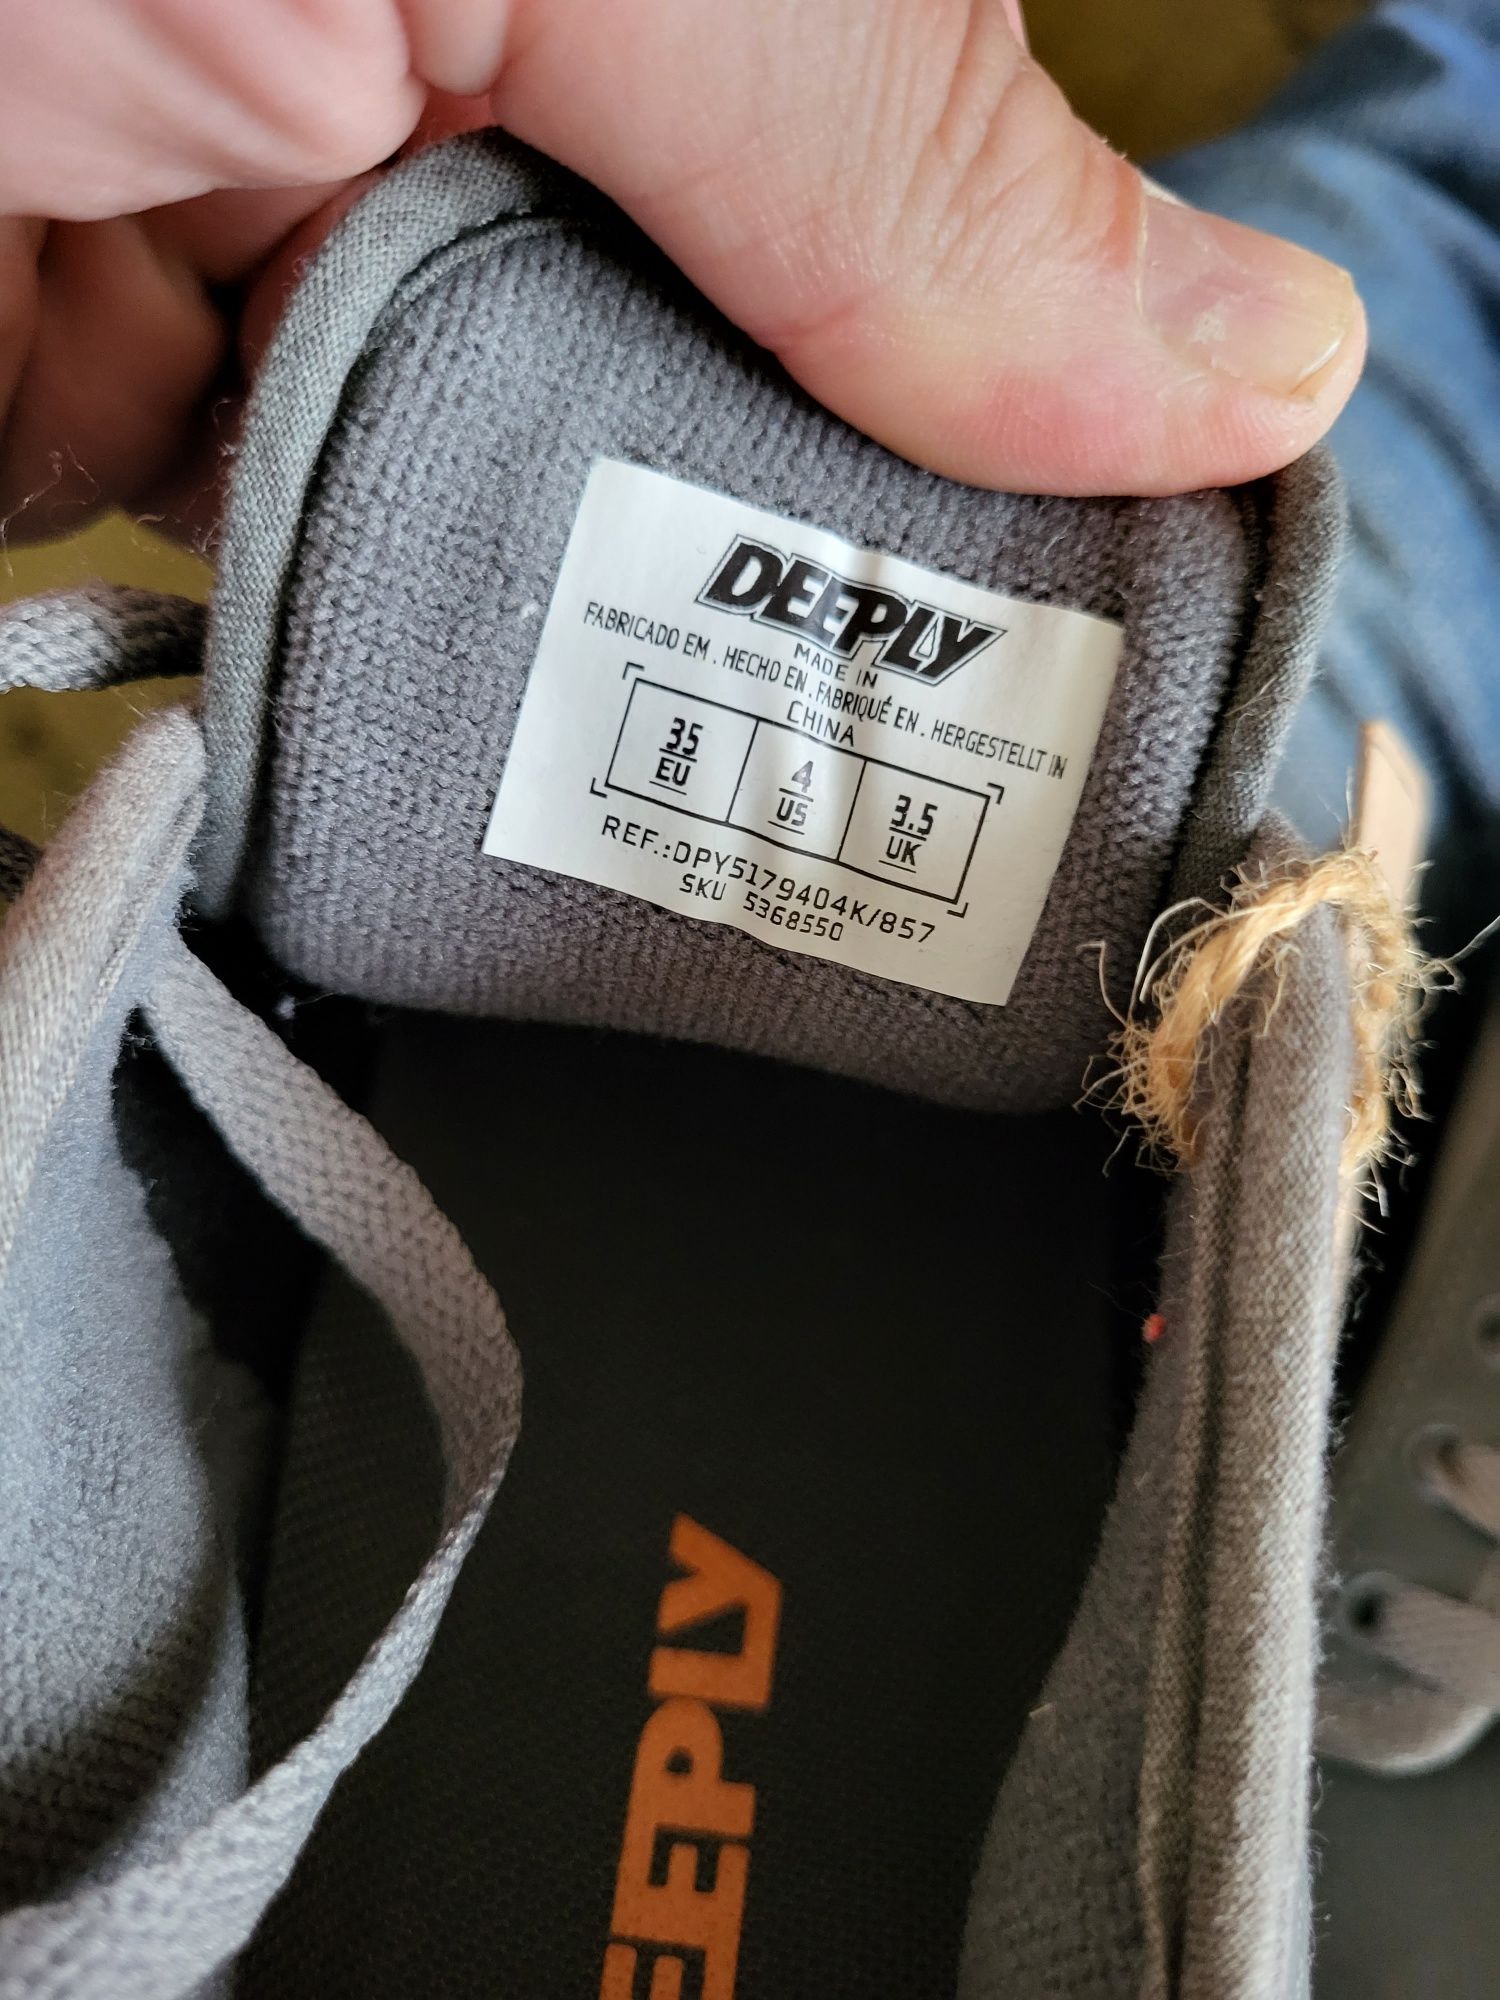 DEEPLY
MADE IN
FABRICADO EM . HECHO EN . FABRIQUÉ EN . HERGESTELLT IN
CHINA
35 4 3.5
EU US UK
REF.:DPY5179404K/857
SKU 5368550
EEPLY